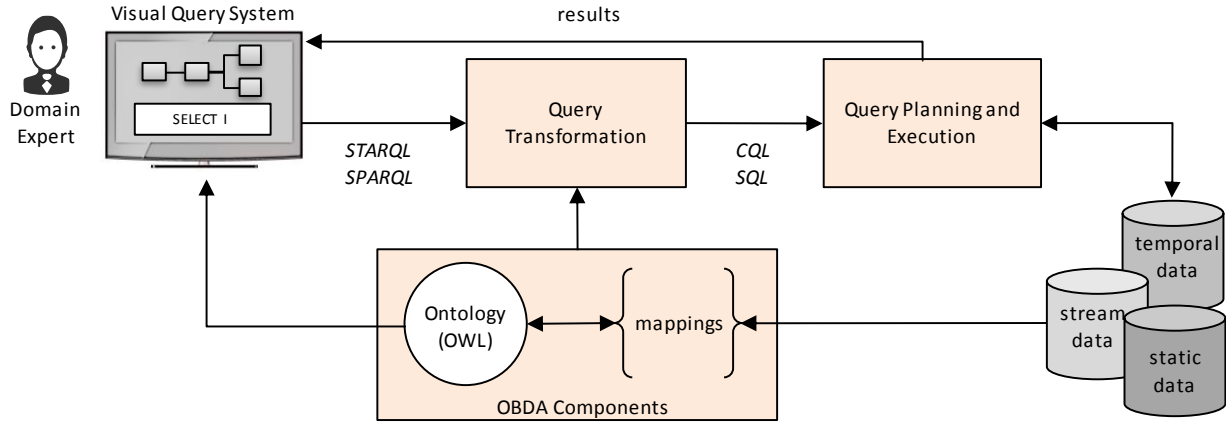 Visual Query System
results
Domain
Expert
SELECT I
STARQL
SPARQL
Query
Transformation
CQL
SQL
Query Planning and
Execution
temporal
data
stream
data
static
data
Ontology
(OWL)
mappings
OBDA Components